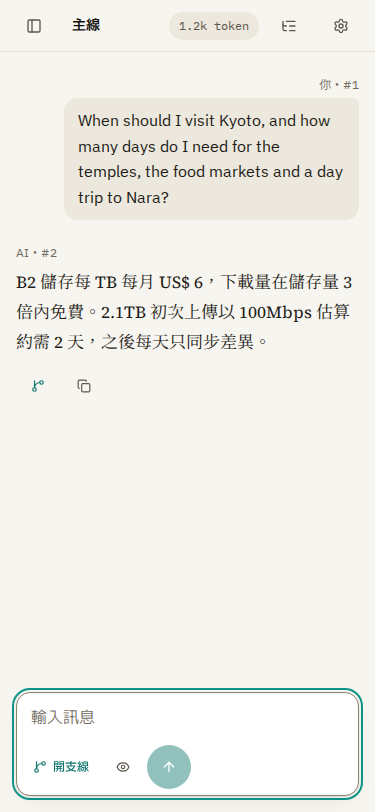 主線
1.2k token
你・#1
When should I visit Kyoto, and how
many days do I need for the
temples, the food markets and a day
trip to Nara?
AI・#2
B2 儲存每 TB 每月 US$ 6，下載量在儲存量 3
倍內免費。2.1TB 初次上傳以 100Mbps 估算
約需 2 天，之後每天只同步差異。
輸入訊息
開支線